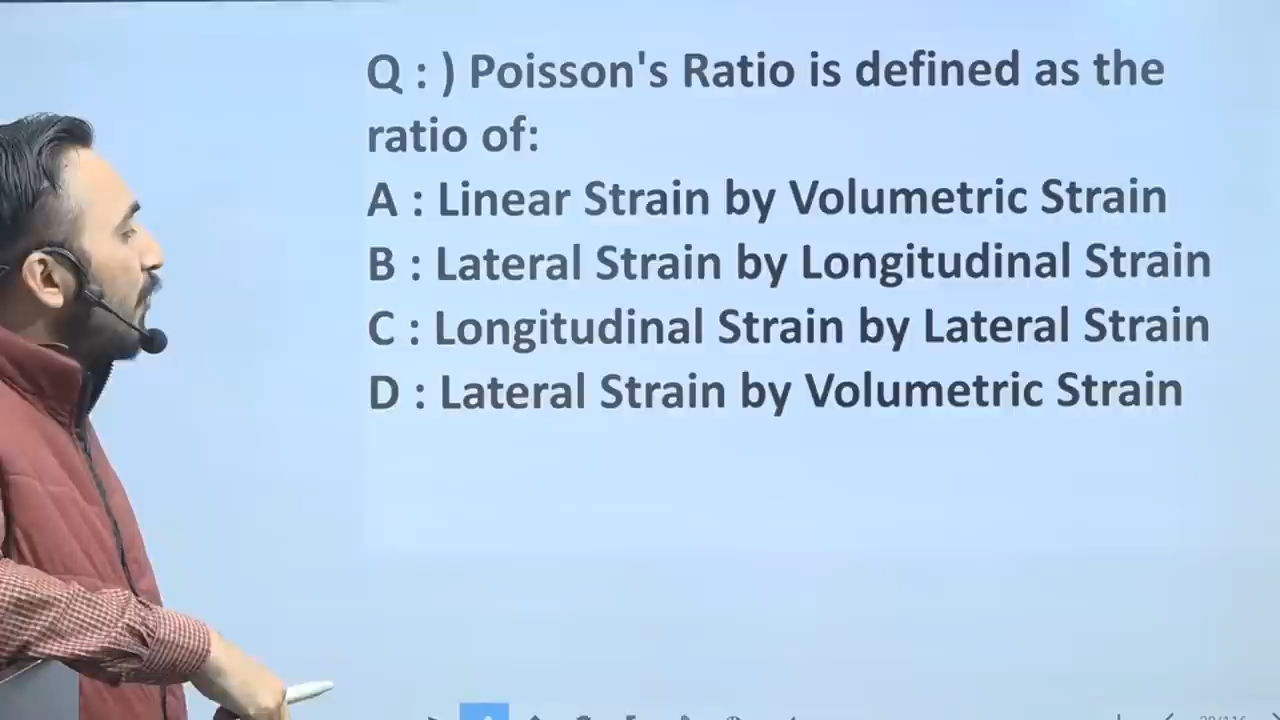 Q : ) Poisson's Ratio is defined as the
ratio of:
A : Linear Strain by Volumetric Strain
B : Lateral Strain by Longitudinal Strain
C : Longitudinal Strain by Lateral Strain
D : Lateral Strain by Volumetric Strain